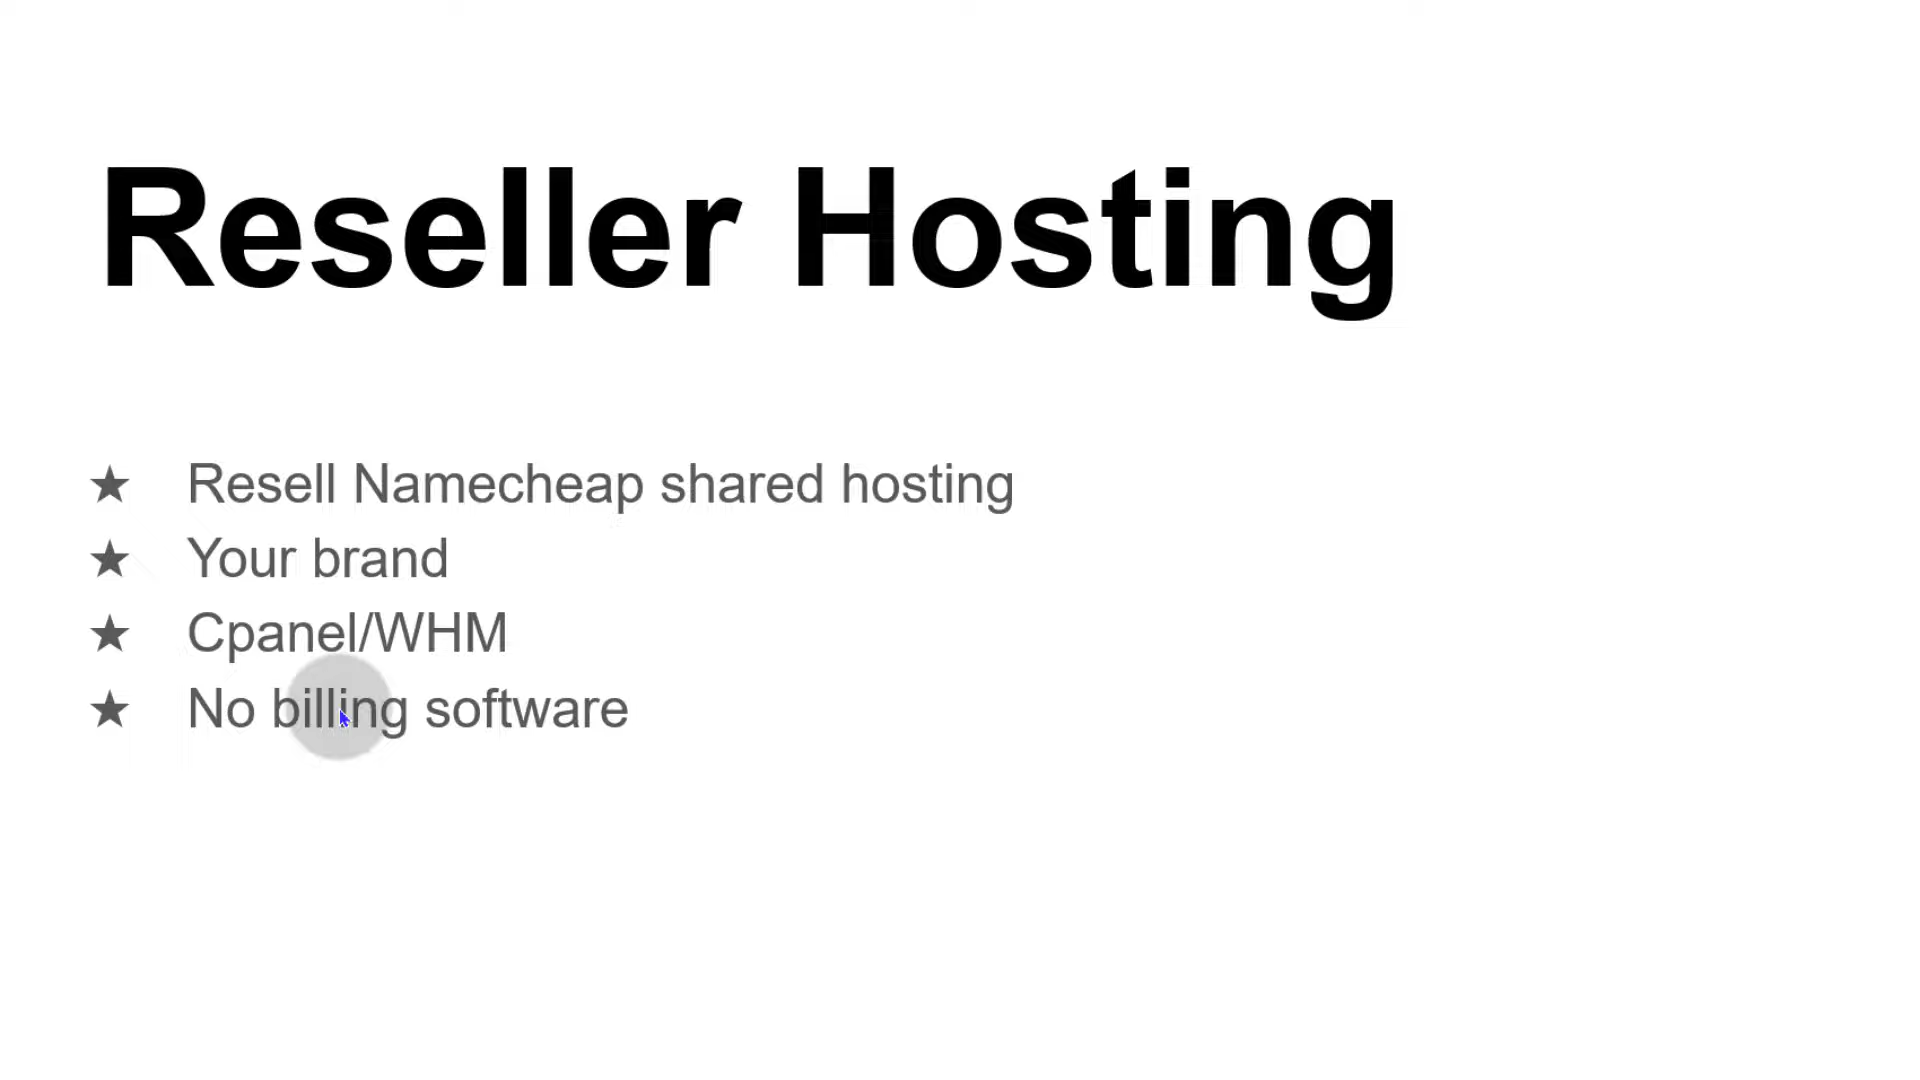 Reseller Hosting
★ Resell Namecheap shared hosting
★ Your brand
★ Cpanel/WHM
★ No billing software